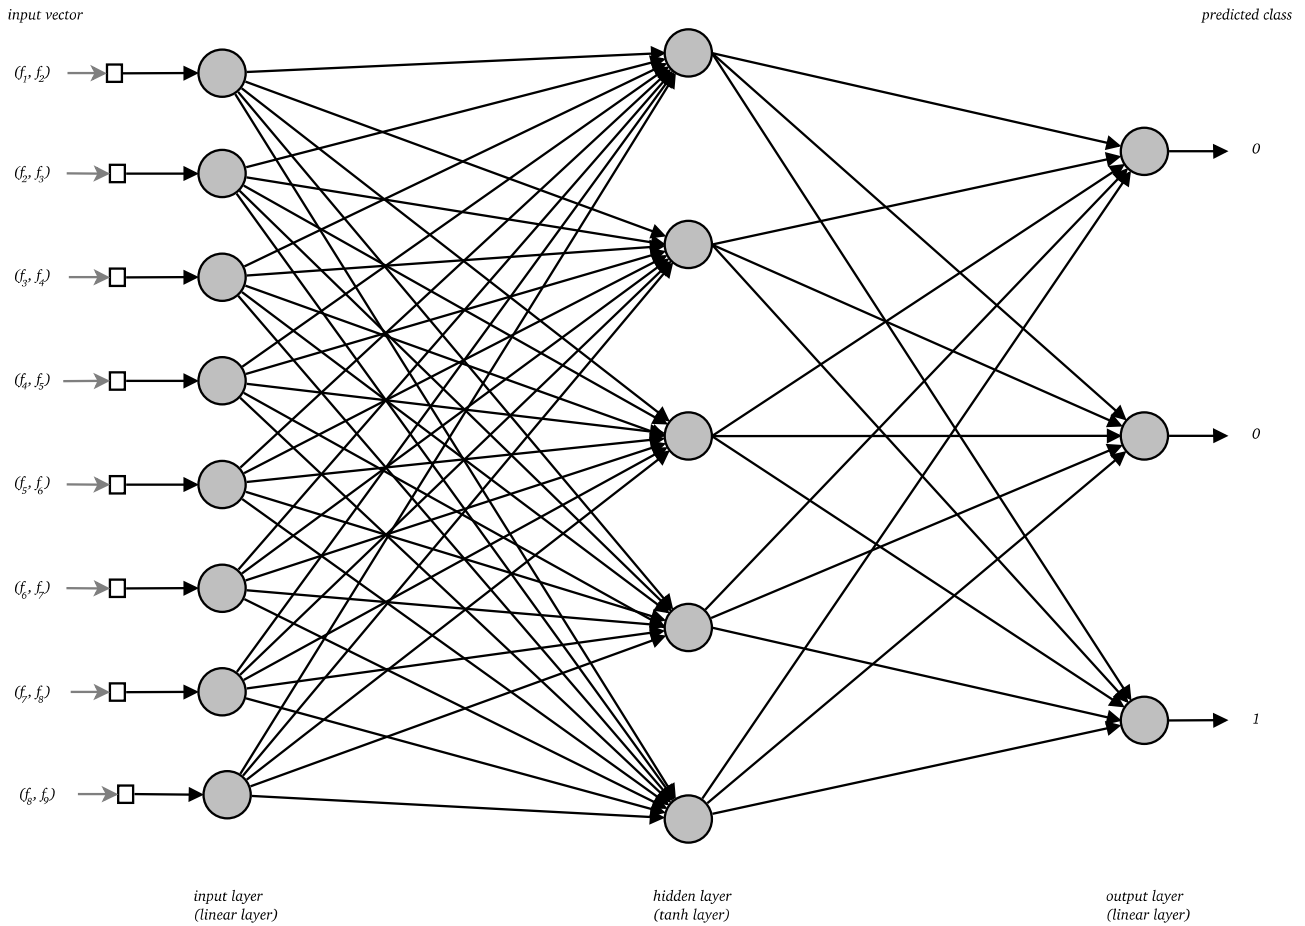 input vector
predicted class
(f1, f2)
(f2, f3)
(f3, f4)
(f4, f5)
(f5, f6)
(f6, f7)
(f7, f8)
(f8, f9)
0
0
1
input layer
(linear layer)
hidden layer
(tanh layer)
output layer
(linear layer)